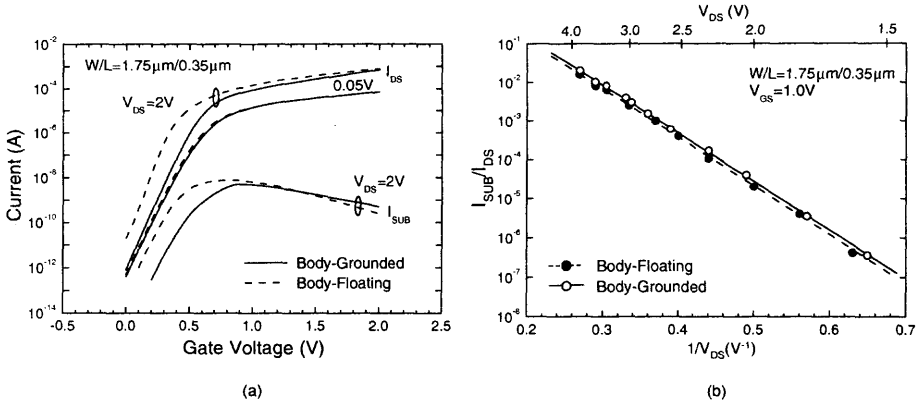 10⁻²
10⁻⁴
10⁻⁶
10⁻⁸
10⁻¹⁰
10⁻¹²
10⁻¹⁴
Current (A)
W/L=1.75µm/0.35µm
V_DS=2V
I_DS
0.05V
V_DS=2V
I_SUB
Body-Grounded
Body-Floating
-0.5 0.0 0.5 1.0 1.5 2.0 2.5
Gate Voltage (V)
(a)
V_DS (V)
4.0 3.0 2.0 1.5
10⁻¹
10⁻²
10⁻³
10⁻⁴
10⁻⁵
10⁻⁶
10⁻⁷
10⁻⁸
I_SUB/I_DS
W/L=1.75µm/0.35µm
V_GS=1.0V
Body-Floating
Body-Grounded
0.2 0.3 0.4 0.5 0.6 0.7
1/V_DS(V⁻¹)
(b)